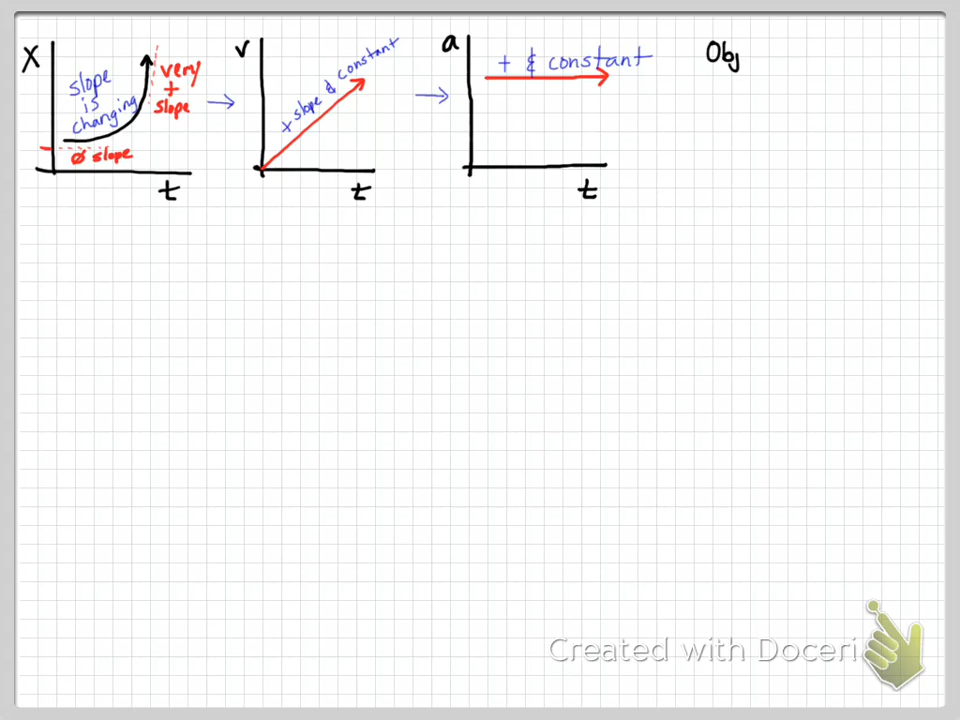 X
slope
is
changing
very
+
slope
ø slope
t
v
x slope & constant
t
a
+ & constant
t
Obj
Created with Doceri